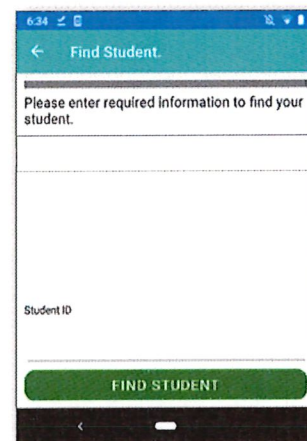 6:34
Find Student.
Please enter required information to find your
student.
Student ID
FIND STUDENT